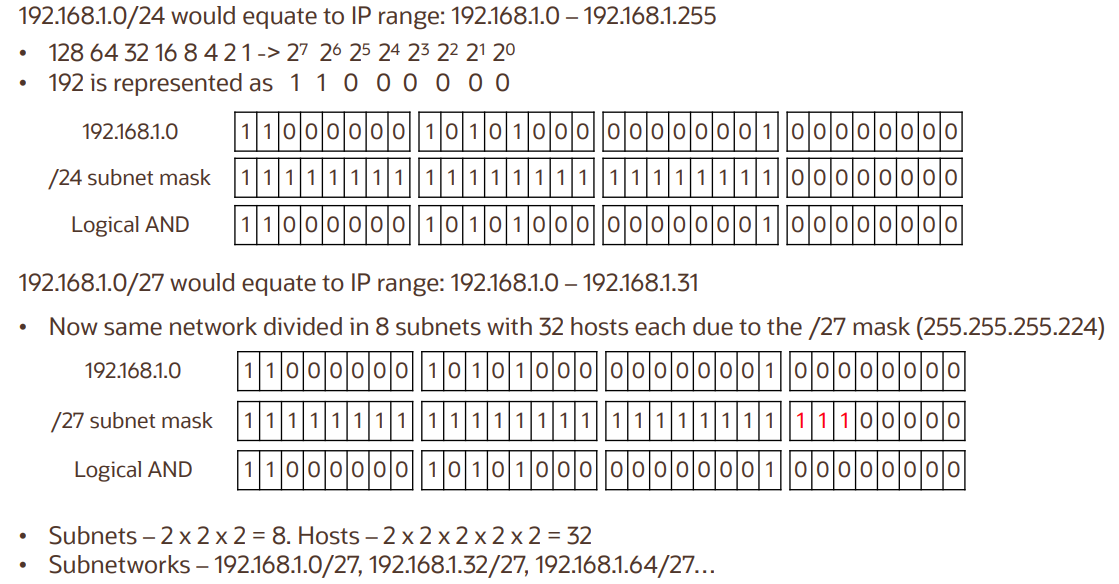 192.168.1.0/24 would equate to IP range: 192.168.1.0 – 192.168.1.255
• 128 64 32 16 8 4 2 1 -> 2⁷ 2⁶ 2⁵ 2⁴ 2³ 2² 2¹ 2⁰
• 192 is represented as 1 1 0 0 0 0 0 0
192.168.1.0 1 1 0 0 0 0 0 0 1 0 1 0 1 0 0 0 0 0 0 0 0 0 0 1 0 0 0 0 0 0 0 0
/24 subnet mask 1 1 1 1 1 1 1 1 1 1 1 1 1 1 1 1 1 1 1 1 1 1 1 1 0 0 0 0 0 0 0 0
Logical AND 1 1 0 0 0 0 0 0 1 0 1 0 1 0 0 0 0 0 0 0 0 0 0 1 0 0 0 0 0 0 0 0
192.168.1.0/27 would equate to IP range: 192.168.1.0 – 192.168.1.31
• Now same network divided in 8 subnets with 32 hosts each due to the /27 mask (255.255.255.224)
192.168.1.0 1 1 0 0 0 0 0 0 1 0 1 0 1 0 0 0 0 0 0 0 0 0 0 1 0 0 0 0 0 0 0 0
/27 subnet mask 1 1 1 1 1 1 1 1 1 1 1 1 1 1 1 1 1 1 1 1 1 1 1 1 1 1 1 0 0 0 0 0
Logical AND 1 1 0 0 0 0 0 0 1 0 1 0 1 0 0 0 0 0 0 0 0 0 0 1 0 0 0 0 0 0 0 0
• Subnets – 2 x 2 x 2 = 8. Hosts – 2 x 2 x 2 x 2 x 2 = 32
• Subnetworks – 192.168.1.0/27, 192.168.1.32/27, 192.168.1.64/27…